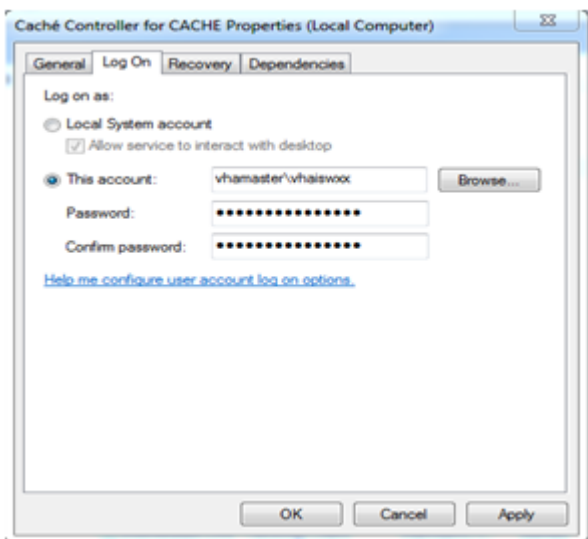 Caché Controller for CACHE Properties (Local Computer)
General Log On Recovery Dependencies
Log on as:
Local System account
Allow service to interact with desktop
This account: vhamaster\vhaiswxx Browse...
Password: •••••••••••••••
Confirm password: •••••••••••••••
Help me configure user account log on options.
OK Cancel Apply